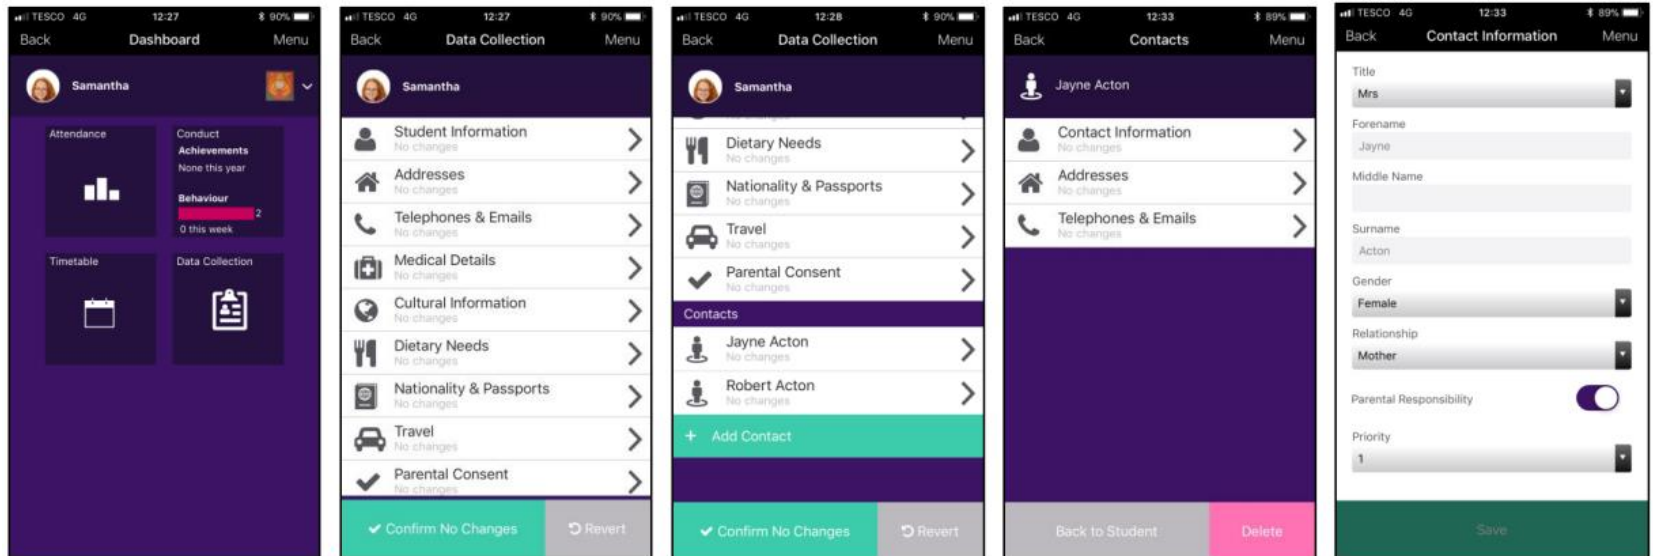 TESCO 4G 12:27 90%
Back Dashboard Menu
Samantha
Attendance
Conduct
Achievements
None this year
Behaviour
2
0 this week
Timetable
Data Collection
TESCO 4G 12:27 90%
Back Data Collection Menu
Samantha
Student Information
No changes
Addresses
No changes
Telephones & Emails
No changes
Medical Details
No changes
Cultural Information
No changes
Dietary Needs
No changes
Nationality & Passports
No changes
Travel
No changes
Parental Consent
No changes
Confirm No Changes Revert
TESCO 4G 12:28 90%
Back Data Collection Menu
Samantha
Dietary Needs
No changes
Nationality & Passports
No changes
Travel
No changes
Parental Consent
No changes
Contacts
Jayne Acton
No changes
Robert Acton
No changes
+ Add Contact
Confirm No Changes Revert
TESCO 4G 12:33 89%
Back Contacts Menu
Jayne Acton
Contact Information
No changes
Addresses
No changes
Telephones & Emails
No changes
Back to Student Delete
TESCO 4G 12:33 89%
Back Contact Information Menu
Title
Mrs
Forename
Jayne
Middle Name
Surname
Acton
Gender
Female
Relationship
Mother
Parental Responsibility
Priority
1
Save